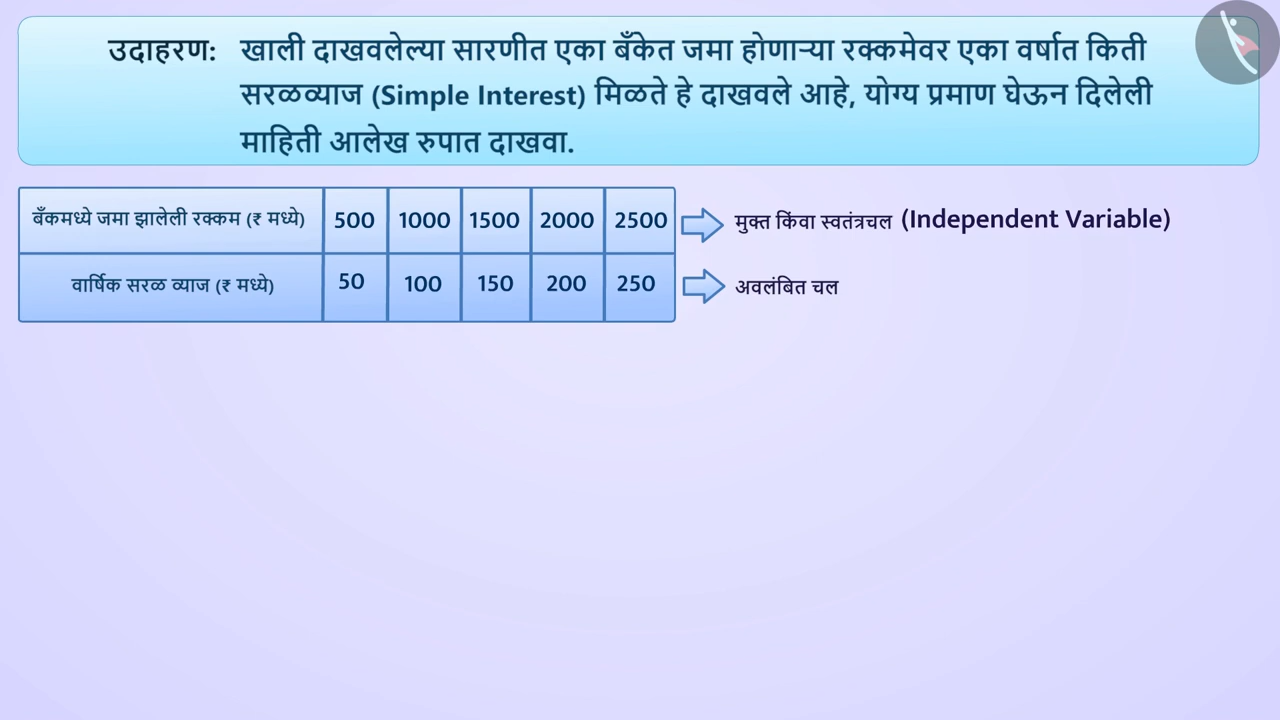 उदाहरण: खाली दाखवलेल्या सारणीत एका बँकेत जमा होणाऱ्या रक्कमेवर एका वर्षात किती
सरळव्याज (Simple Interest) मिळते हे दाखवले आहे, योग्य प्रमाण घेऊन दिलेली
माहिती आलेख रुपात दाखवा.
बँकमध्ये जमा झालेली रक्कम (₹ मध्ये) 500 1000 1500 2000 2500 मुक्त किंवा स्वतंत्रचल (Independent Variable)
वार्षिक सरळ व्याज (₹ मध्ये) 50 100 150 200 250 अवलंबित चल